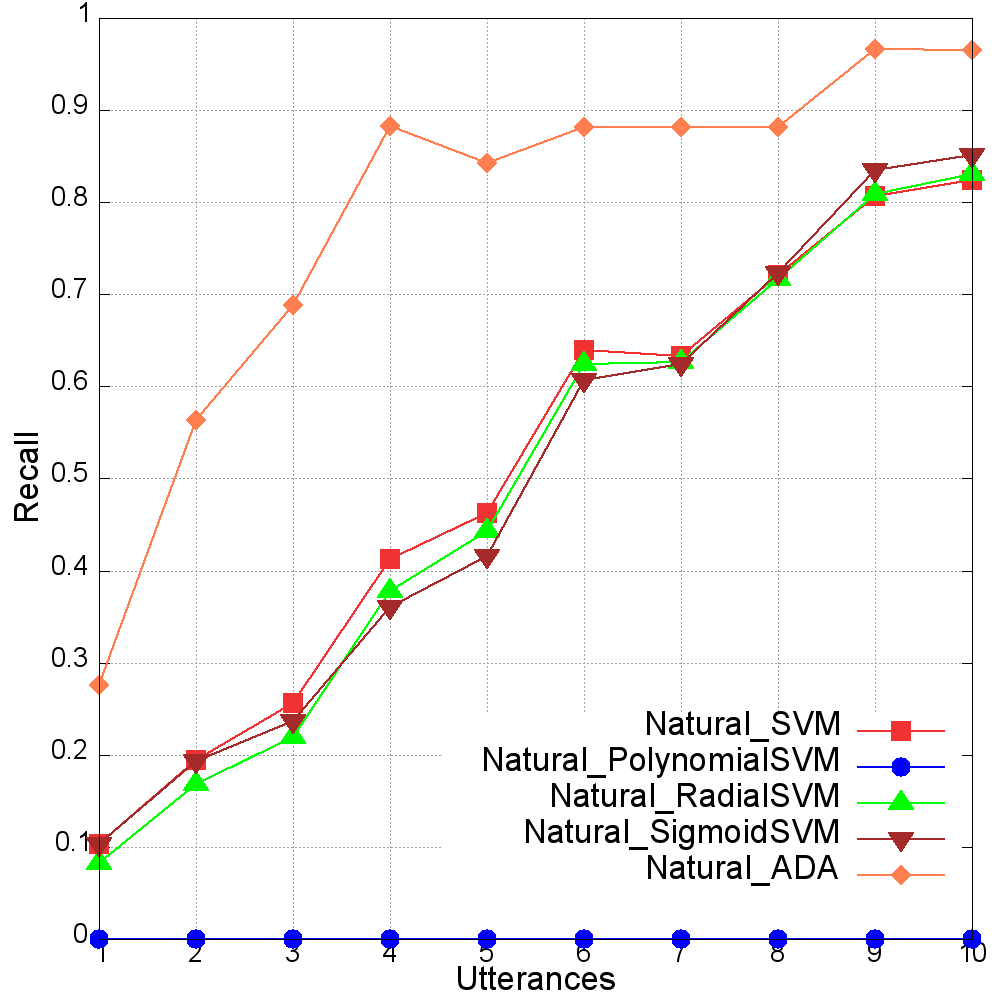 1
0.9
0.8
0.7
0.6
0.5
0.4
0.3
0.2
0.1
0
Recall
1 2 3 4 5 6 7 8 9 10
Utterances
Natural_SVM
Natural_PolynomialSVM
Natural_RadialSVM
Natural_SigmoidSVM
Natural_ADA